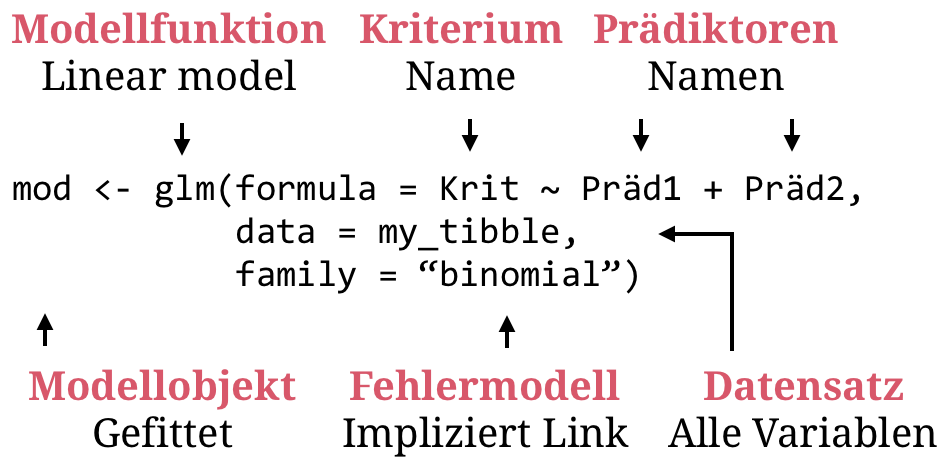 Modellfunktion Kriterium Prädiktoren
Linear model Name Namen
mod <- glm(formula = Krit ~ Präd1 + Präd2,
data = my_tibble,
family = “binomial”)
Modellobjekt Fehlermodell Datensatz
Gefittet Impliziert Link Alle Variablen